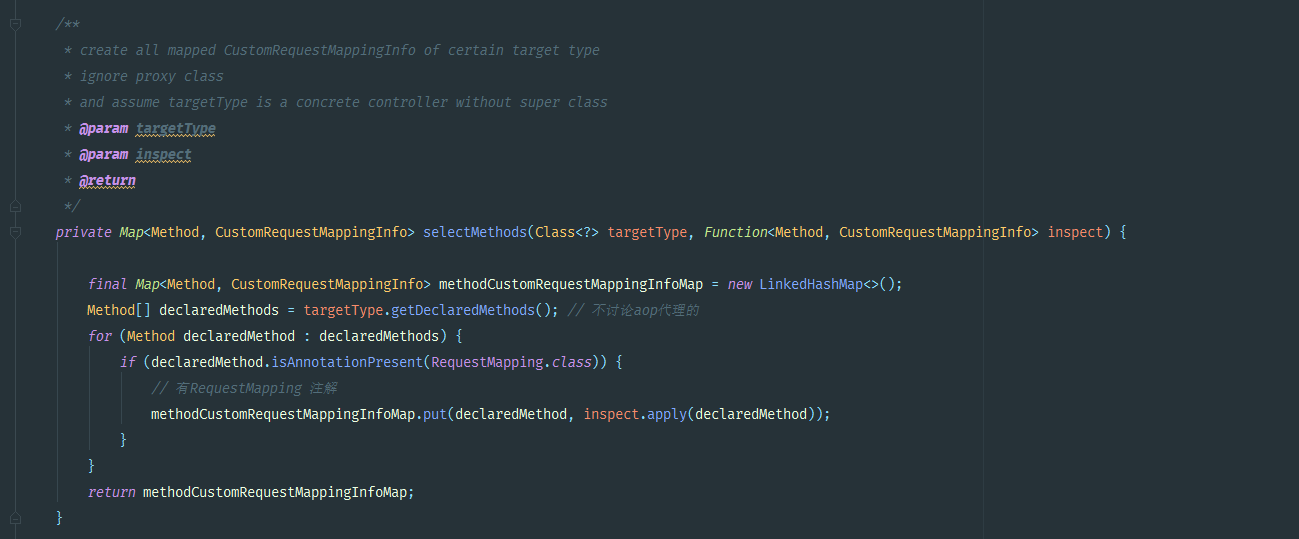 /**
 * create all mapped CustomRequestMappingInfo of certain target type
 * ignore proxy class
 * and assume targetType is a concrete controller without super class
 * @param targetType
 * @param inspect
 * @return
 */
private Map<Method, CustomRequestMappingInfo> selectMethods(Class<?> targetType, Function<Method, CustomRequestMappingInfo> inspect) {
    final Map<Method, CustomRequestMappingInfo> methodCustomRequestMappingInfoMap = new LinkedHashMap<>();
    Method[] declaredMethods = targetType.getDeclaredMethods(); // 不讨论aop代理的
    for (Method declaredMethod : declaredMethods) {
        if (declaredMethod.isAnnotationPresent(RequestMapping.class)) {
            // 有RequestMapping 注解
            methodCustomRequestMappingInfoMap.put(declaredMethod, inspect.apply(declaredMethod));
        }
    }
    return methodCustomRequestMappingInfoMap;
}